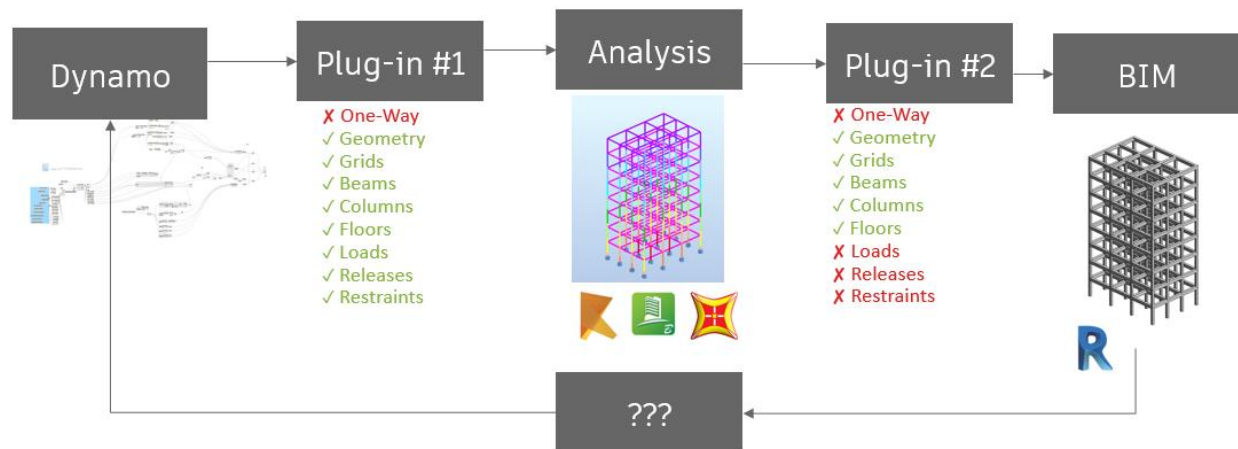 Dynamo
Plug-in #1
✗ One-Way
✓ Geometry
✓ Grids
✓ Beams
✓ Columns
✓ Floors
✓ Loads
✓ Releases
✓ Restraints
Analysis
Plug-in #2
✗ One-Way
✓ Geometry
✓ Grids
✓ Beams
✓ Columns
✓ Floors
✗ Loads
✗ Releases
✗ Restraints
BIM
R
???